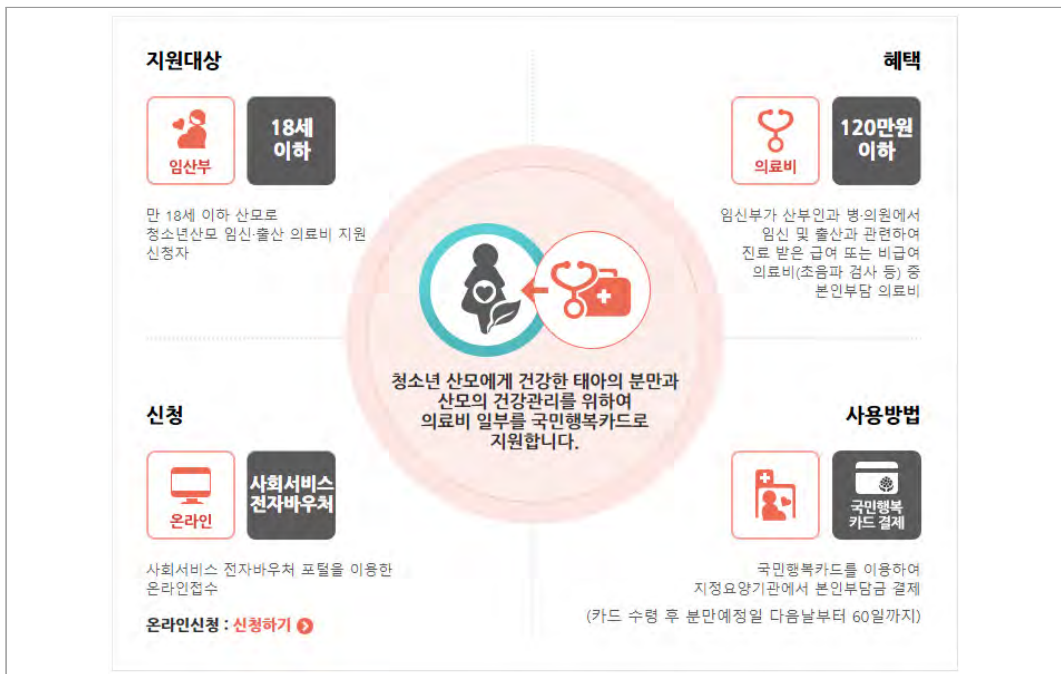 지원대상
임산부
18세
이하
만 18세 이하 산모로
청소년산모 임신·출산 의료비 지원
신청자
혜택
의료비
120만원
이하
임신부가 산부인과 병·의원에서
임신 및 출산과 관련하여
진료 받은 급여 또는 비급여
의료비(초음파 검사 등) 중
본인부담 의료비
청소년 산모에게 건강한 태아의 분만과
산모의 건강관리를 위하여
의료비 일부를 국민행복카드로
지원합니다.
신청
온라인
사회서비스
전자바우처
사회서비스 전자바우처 포털을 이용한
온라인접수
온라인신청 : 신청하기
사용방법
국민행복
카드 결제
국민행복카드를 이용하여
지정요양기관에서 본인부담금 결제
(카드 수령 후 분만예정일 다음날부터 60일까지)